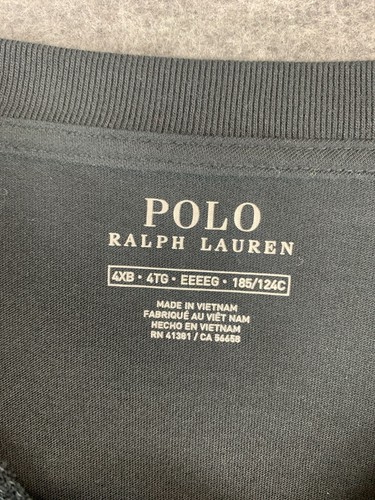 POLO
RALPH LAUREN
4XB • 4TG • EEEEG • 185/124C
MADE IN VIETNAM
FABRIQUÉ AU VIÊT NAM
HECHO EN VIETNAM
RN 41381 / CA 56658